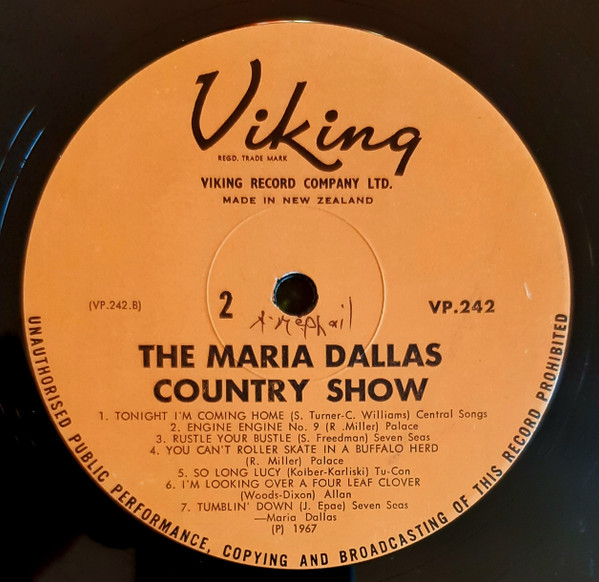 Viking
REGD. TRADE MARK
VIKING RECORD COMPANY LTD.
MADE IN NEW ZEALAND
(VP.242.B)
2
VP.242
THE MARIA DALLAS
COUNTRY SHOW
1. TONIGHT I'M COMING HOME (S. Turner-C. Williams) Central Songs
2. ENGINE ENGINE No. 9 (R .Miller) Palace
3. RUSTLE YOUR BUSTLE (S. Freedman) Seven Seas
4. YOU CAN'T ROLLER SKATE IN A BUFFALO HERD
(R. Miller) Palace
5. SO LONG LUCY (Kolber-Karliski) Tu-Con
6. I'M LOOKING OVER A FOUR LEAF CLOVER
(Woods-Dixon) Allan
7. TUMBLIN' DOWN (J. Epae) Seven Seas
—Maria Dallas
(P) 1967
UNAUTHORISED PUBLIC PERFORMANCE, COPYING AND BROADCASTING OF THIS RECORD PROHIBITED